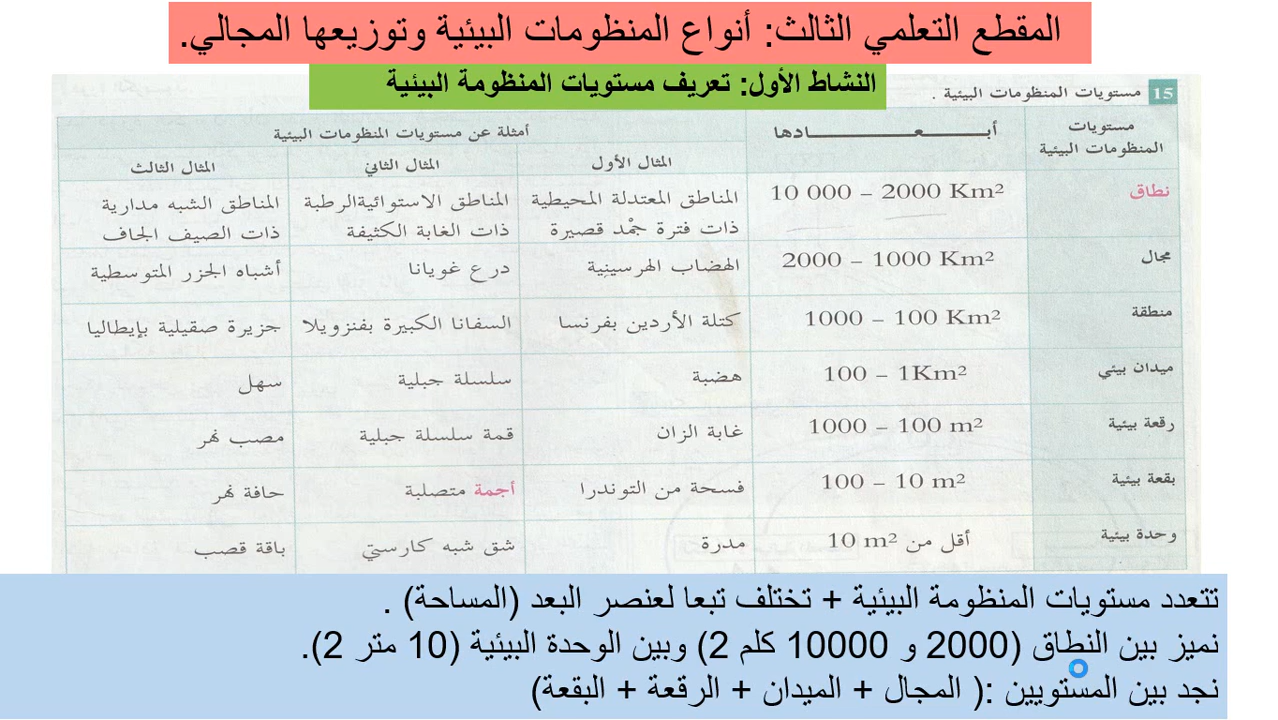 المقطع التعلمي الثالث: أنواع المنظومات البيئية وتوزيعها المجالي.
النشاط الأول: تعريف مستويات المنظومة البيئية
15 مستويات المنظومات البيئية .
مستويات المنظومات البيئية أبـــعـــــــادها أمثلة عن مستويات المنظومات البيئية
المثال الأول المثال الثاني المثال الثالث
نطاق 10 000 – 2000 Km² المناطق المعتدلة المحيطية ذات فترة جمْد قصيرة المناطق الاستوائية الرطبة ذات الغابة الكثيفة المناطق الشبه مدارية ذات الصيف الجاف
مجال 2000 – 1000 Km² الهضاب الهرسينية درع غويانا أشباه الجزر المتوسطية
منطقة 1000 – 100 Km² كتلة الأردين بفرنسا السفانا الكبيرة بفنزويلا جزيرة صقيلية بإيطاليا
ميدان بيئي 100 – 1Km² هضبة سلسلة جبلية سهل
رقعة بيئية 1000 – 100 m² غابة الزان قمة سلسلة جبلية مصب نهر
بقعة بيئية 100 – 10 m² فسحة من التوندرا أجمة متصلبة حافة نهر
وحدة بيئية أقل من 10 m² مدرة شق شبه كارستي باقة قصب
تتعدد مستويات المنظومة البيئية + تختلف تبعا لعنصر البعد (المساحة) .
نميز بين النطاق (2000 و 10000 كلم 2) وبين الوحدة البيئية (10 متر 2).
نجد بين المستويين :( المجال + الميدان + الرقعة + البقعة)